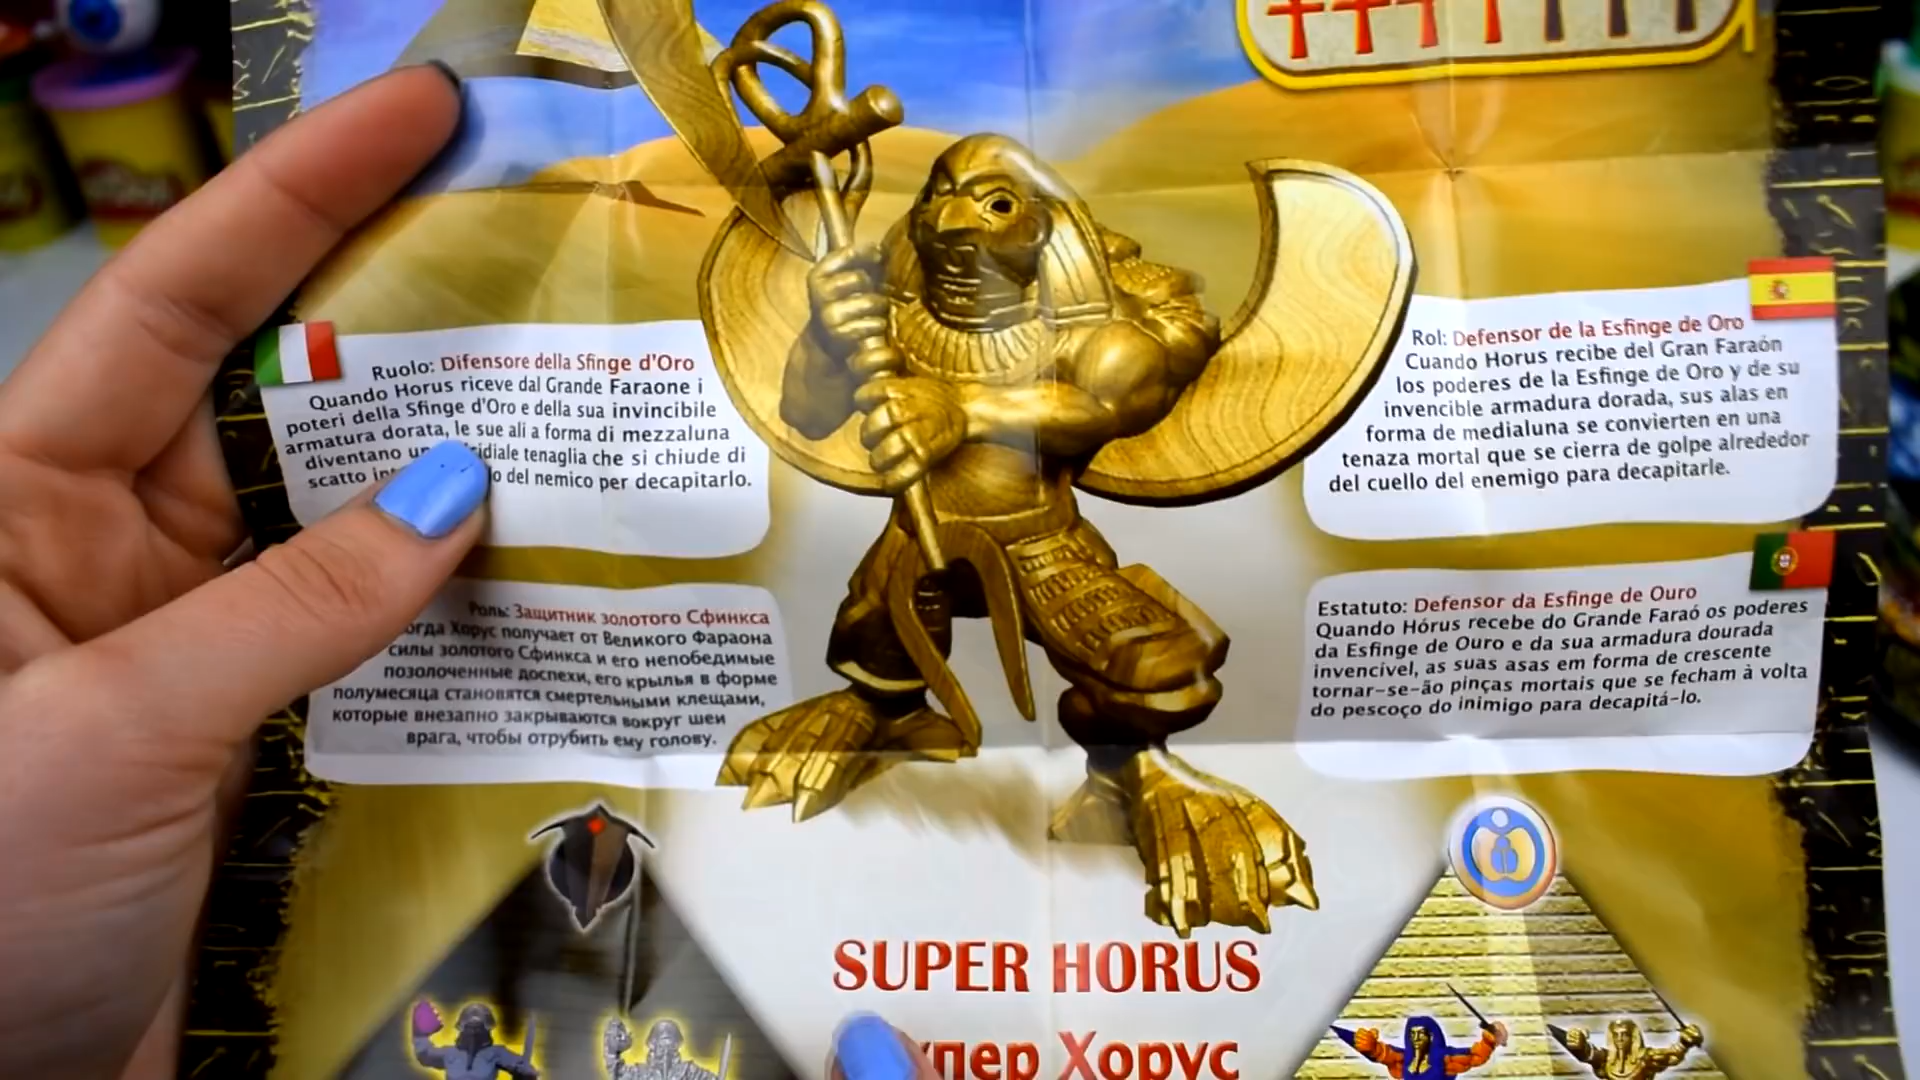 Ruolo: Difensore della Sfinge d'Oro
Quando Horus riceve dal Grande Faraone i
poteri della Sfinge d'Oro e della sua invincibile
armatura dorata, le sue ali a forma di mezzaluna
diventano tenaglia che si chiude di
scatto del nemico per decapitarlo.
Роль: Защитник золотого Сфинкса
Хорус получает от Великого Фараона
силы золотого Сфинкса и его непобедимые
позолоченные доспехи, его крылья в форме
полумесяца становятся смертельными клещами,
которые внезапно закрываются вокруг шеи
врага, чтобы отрубить ему голову.
Rol: Defensor de la Esfinge de Oro
Cuando Horus recibe del Gran Faraón
los poderes de la Esfinge de Oro y de su
invencible armadura dorada, sus alas en
forma de medialuna se convierten en una
tenaza mortal que se cierra de golpe alrededor
del cuello del enemigo para decapitarle.
Estatuto: Defensor da Esfinge de Ouro
Quando Hórus recebe do Grande Faraó os poderes
da Esfinge de Ouro e da sua armadura dourada
invencível, as suas asas em forma de crescente
tornar-se-ão pinças mortais que se fecham à volta
do pescoço do inimigo para decapitá-lo.
SUPER HORUS
Хорус